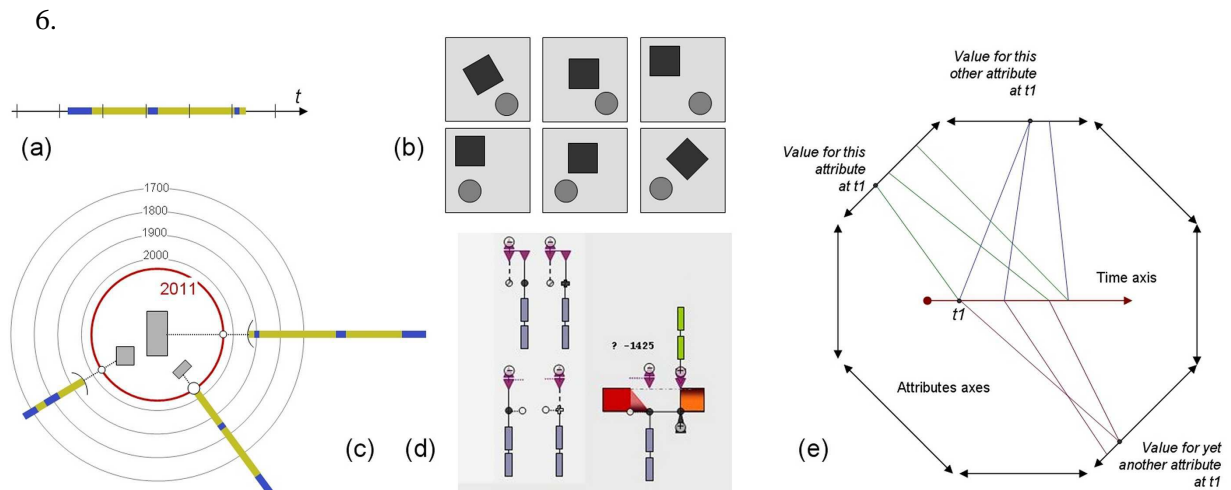 6.
t
(a)
(b)
1700
1800
1900
2000
2011
(c)
? -1425
(d)
Value for this
other attribute
at t1
Value for this
attribute
at t1
Time axis
t1
Attributes axes
Value for yet
another attribute
at t1
(e)